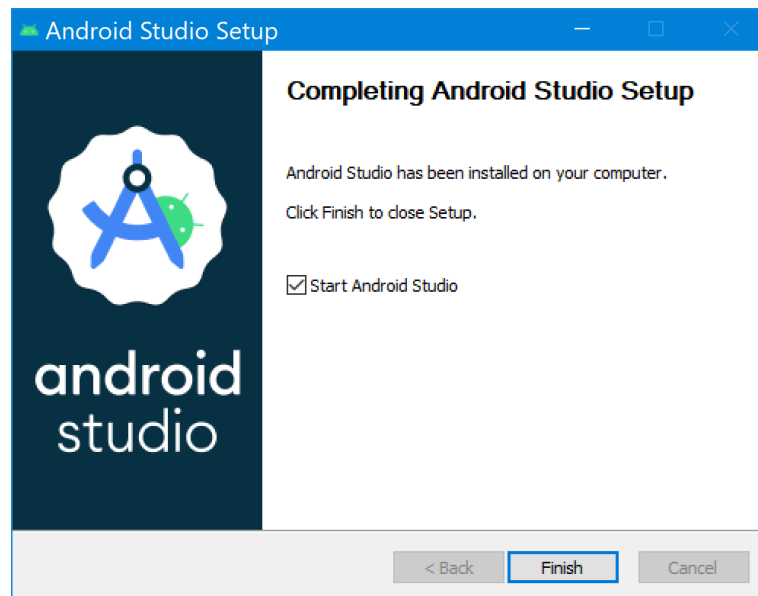 Android Studio Setup
Completing Android Studio Setup
Android Studio has been installed on your computer.
Click Finish to close Setup.
Start Android Studio
android
studio
< Back
Finish
Cancel